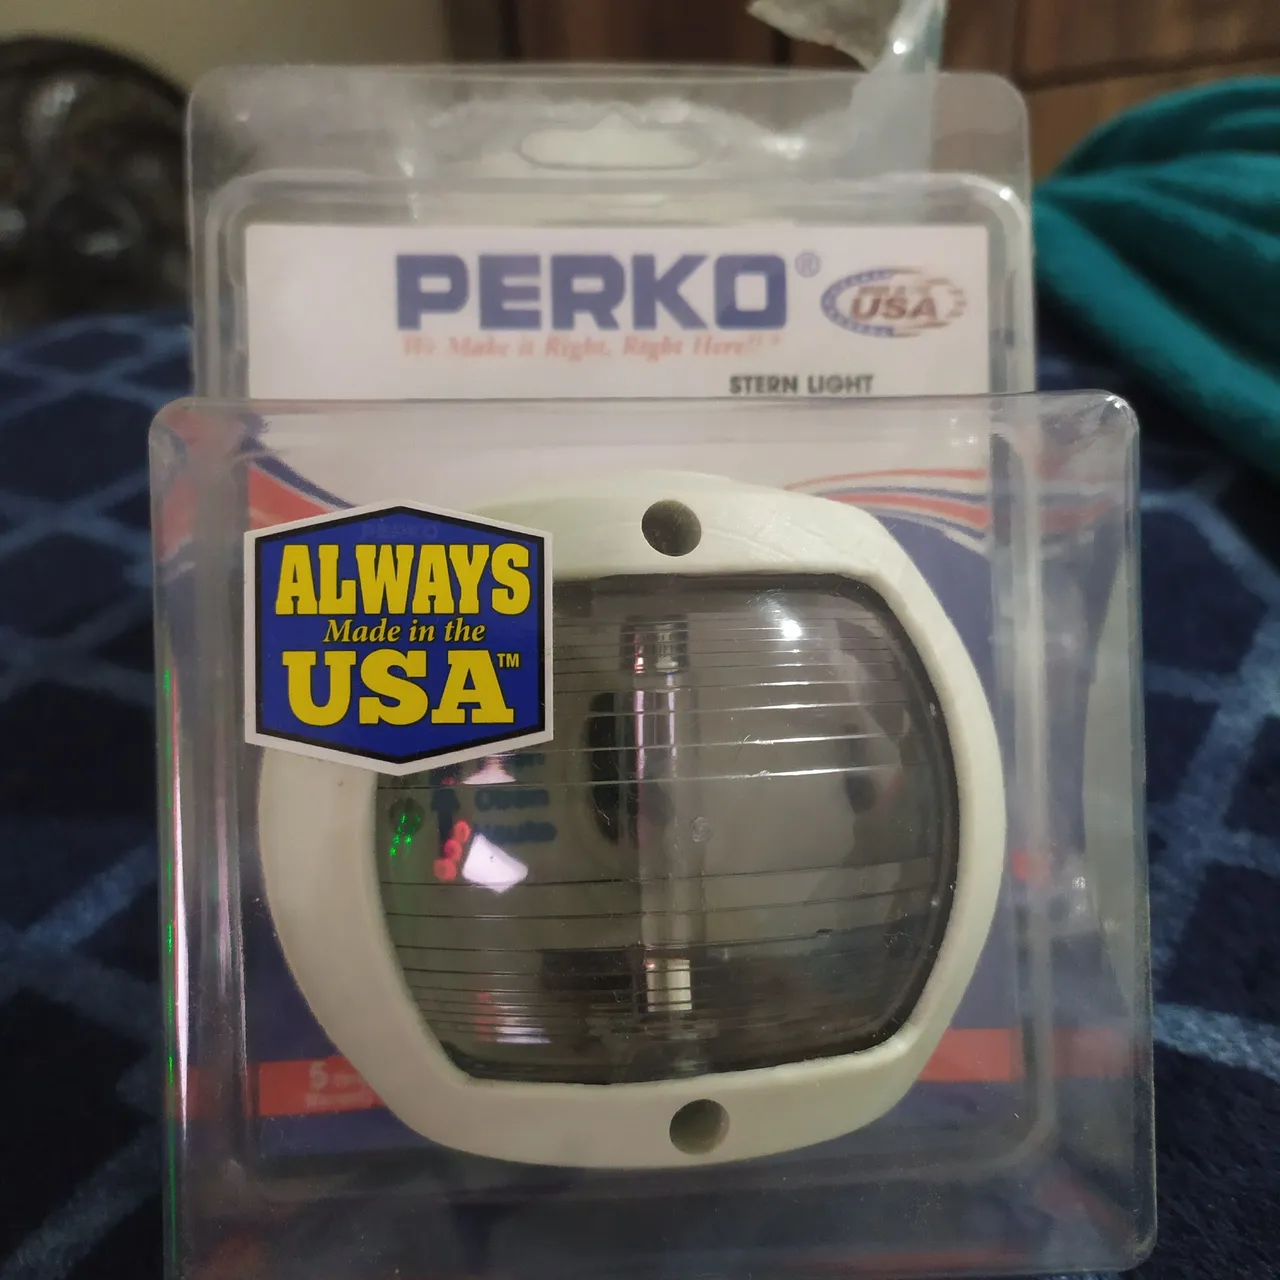 PERKO®
USA
We Make it Right, Right Here!!®
STERN LIGHT
ALWAYS
Made in the
USA™
5